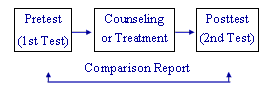 Pretest
(1st Test)
Counseling
or Treatment
Posttest
(2nd Test)
Comparison Report